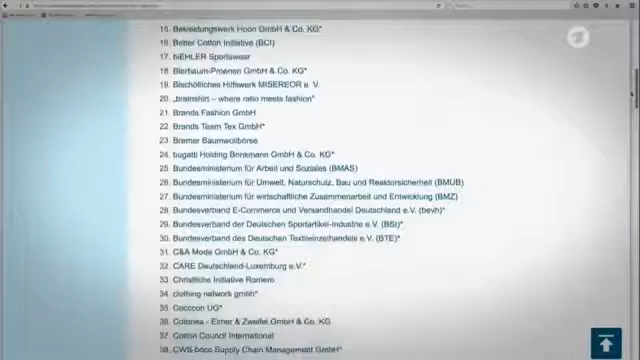 15. Bekleidungswerk Hoon GmbH & Co. KG*
16. Better Cotton Initiative (BCI)
17. biEHLER Sportswear
18. Bierbaum-Proenen GmbH & Co. KG*
19. Bischöfliches Hilfswerk MISEREOR e. V.
20. „brainshirt – where ratio meets fashion"
21. Brands Fashion GmbH
22. Brands Team Tex GmbH*
23. Bremer Baumwollbörse
24. bugatti Holding Brinkmann GmbH & Co. KG*
25. Bundesministerium für Arbeit und Soziales (BMAS)
26. Bundesministerium für Umwelt, Naturschutz, Bau und Reaktorsicherheit (BMUB)
27. Bundesministerium für wirtschaftliche Zusammenarbeit und Entwicklung (BMZ)
28. Bundesverband E-Commerce und Versandhandel Deutschland e.V. (bevh)*
29. Bundesverband der Deutschen Sportartikel-Industrie e.V. (BSI)*
30. Bundesverband des Deutschen Textileinzelhandels e.V. (BTE)*
31. C&A Mode GmbH & Co. KG*
32. CARE Deutschland-Luxemburg e.V.*
33. Christliche Initiative Romero
34. clothing network gmbh*
35. Cocccon UG*
36. Cotonea - Elmer & Zweifel GmbH & Co. KG
37. Cotton Council International
38. CWS-boco Supply Chain Management GmbH*